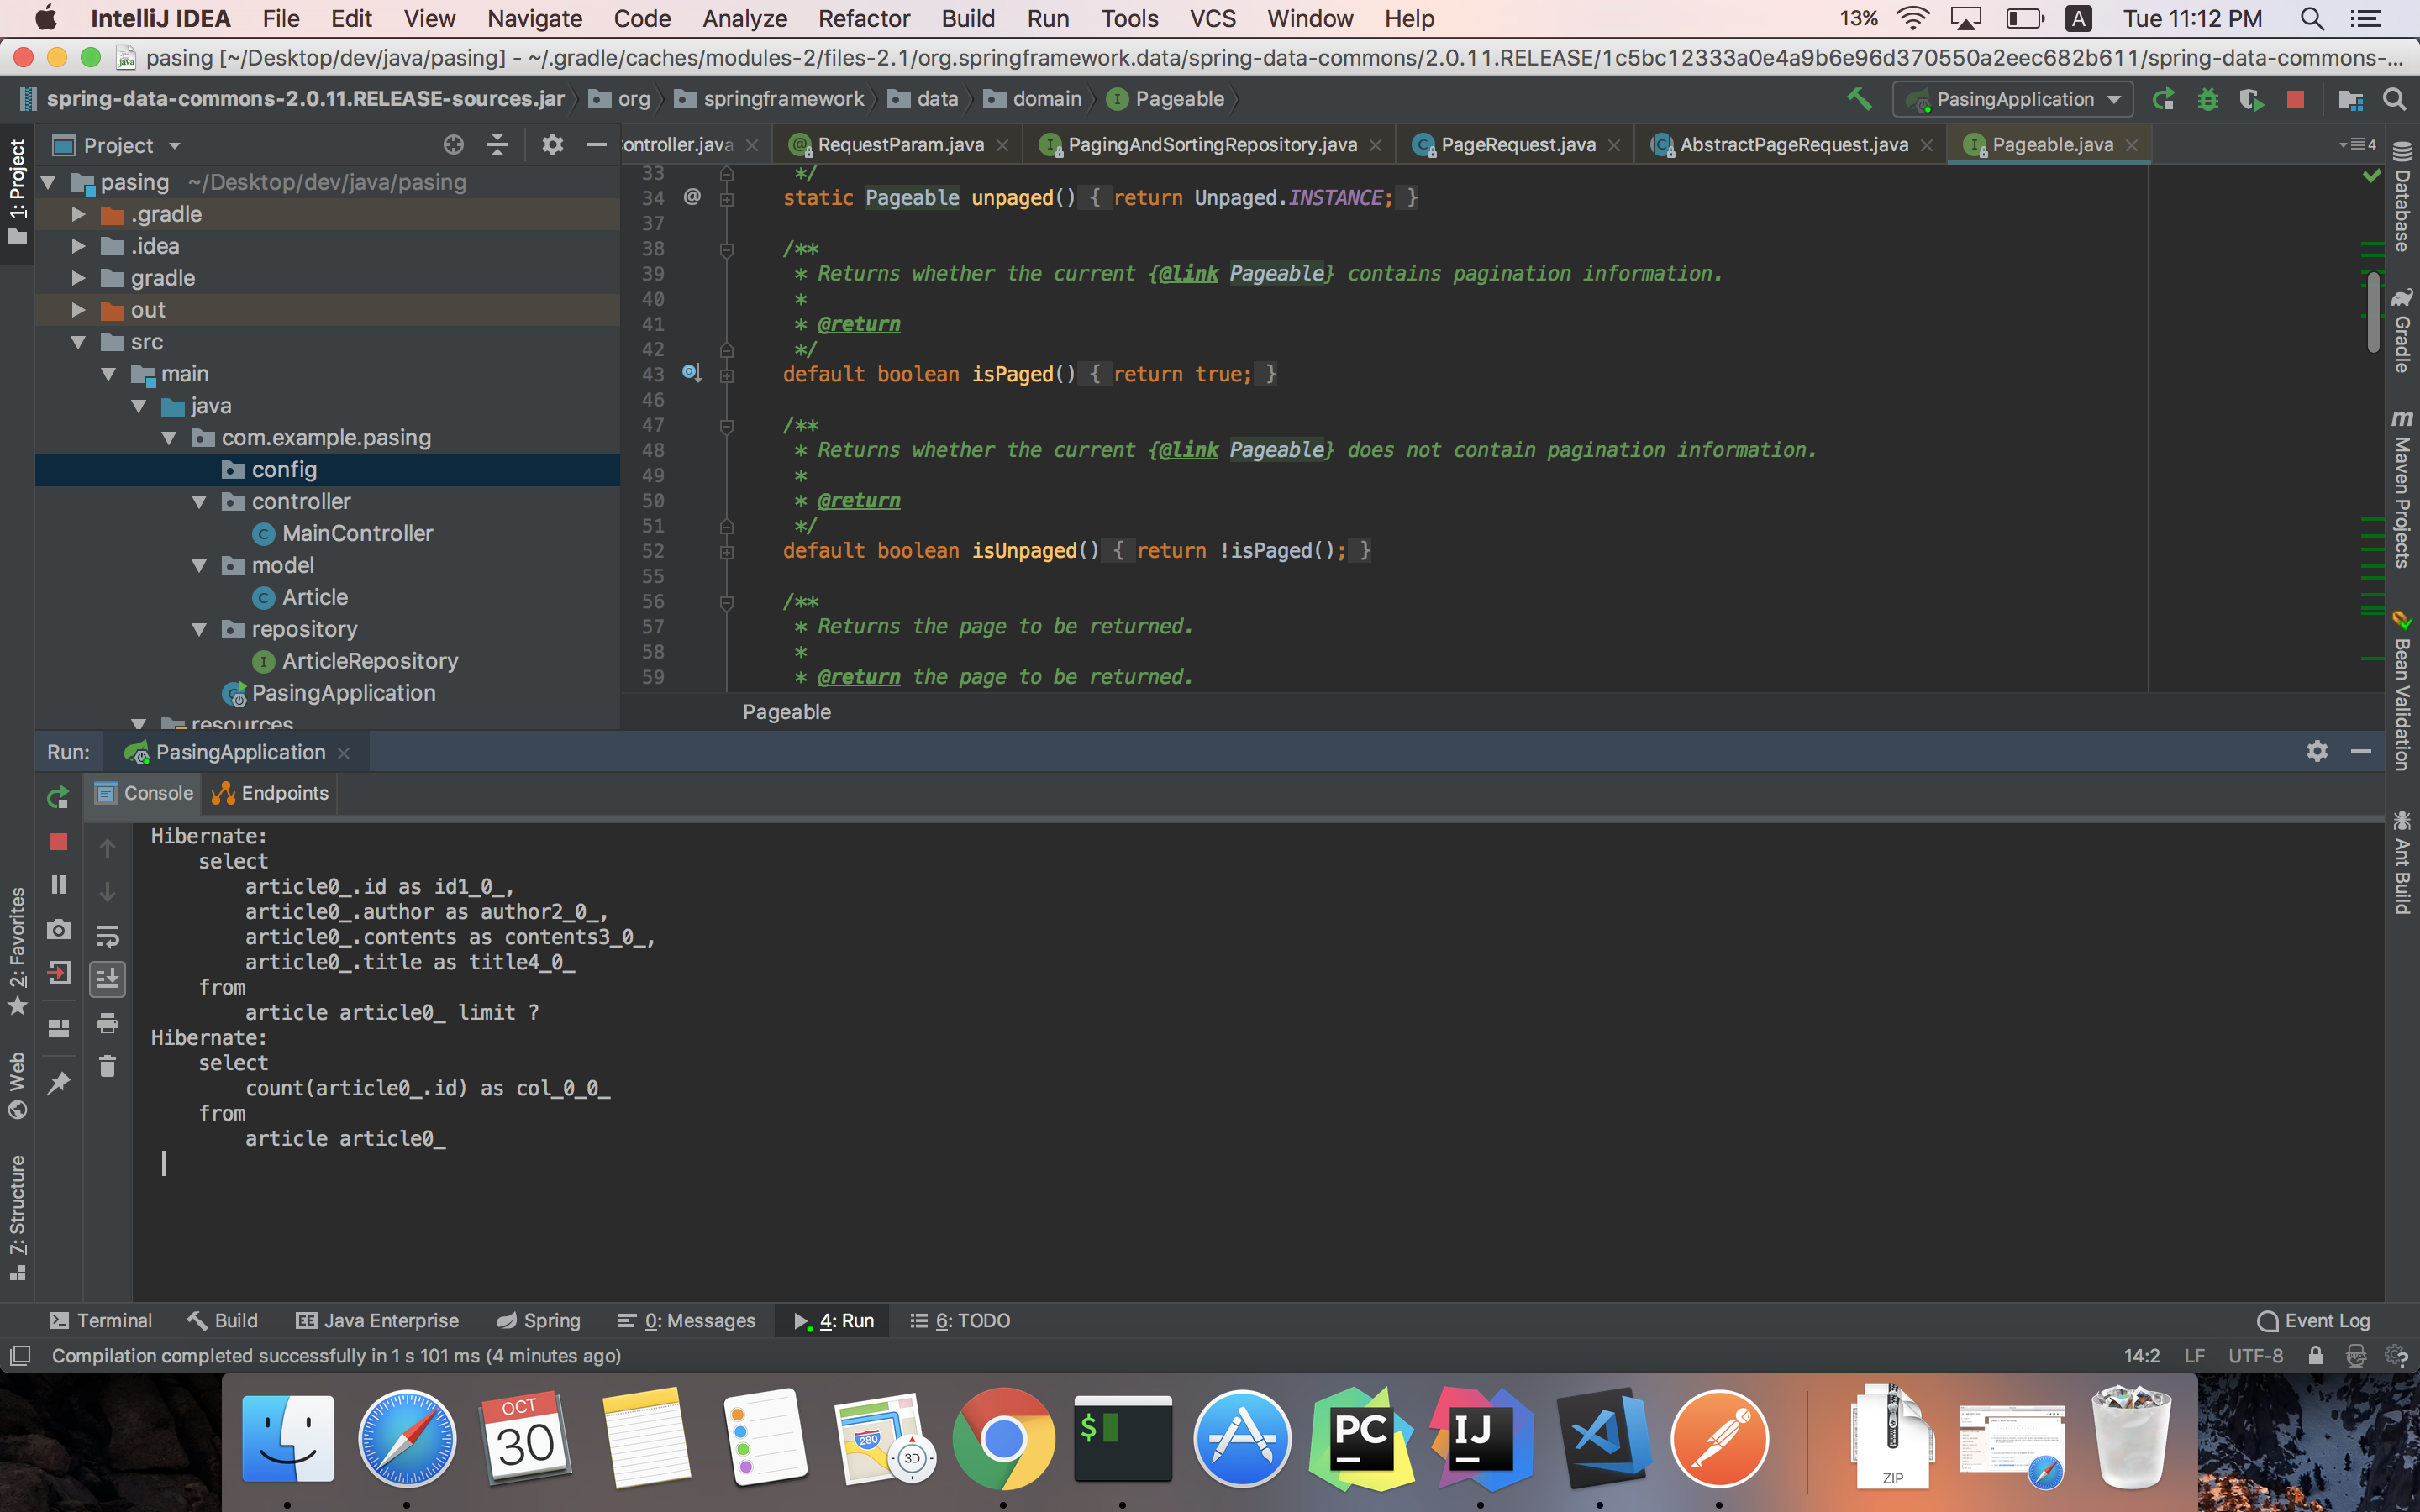 IntelliJ IDEA File Edit View Navigate Code Analyze Refactor Build Run Tools VCS Window Help 13% A Tue 11:12 PM
pasing [~/Desktop/dev/java/pasing] - ~/.gradle/caches/modules-2/files-2.1/org.springframework.data/spring-data-commons/2.0.11.RELEASE/1c5bc12333a0e4a9b6e96d370550a2eec682b611/spring-data-commons-...
spring-data-commons-2.0.11.RELEASE-sources.jar org springframework data domain Pageable PasingApplication
Project
ontroller.java RequestParam.java PagingAndSortingRepository.java PageRequest.java AbstractPageRequest.java Pageable.java 4
1: Project
pasing ~/Desktop/dev/java/pasing
.gradle
.idea
gradle
out
src
main
java
com.example.pasing
config
controller
MainController
model
Article
repository
ArticleRepository
PasingApplication
resources
33 */
34 @ static Pageable unpaged() { return Unpaged.INSTANCE; }
37
38 /**
39 * Returns whether the current {@link Pageable} contains pagination information.
40 *
41 * @return
42 */
43 default boolean isPaged() { return true; }
46
47 /**
48 * Returns whether the current {@link Pageable} does not contain pagination information.
49 *
50 * @return
51 */
52 default boolean isUnpaged() { return !isPaged(); }
55
56 /**
57 * Returns the page to be returned.
58 *
59 * @return the page to be returned.
Pageable
Database
Gradle
Maven Projects
Bean Validation
Ant Build
Run: PasingApplication
Console Endpoints
Hibernate:
select
article0_.id as id1_0_,
article0_.author as author2_0_,
article0_.contents as contents3_0_,
article0_.title as title4_0_
from
article article0_ limit ?
Hibernate:
select
count(article0_.id) as col_0_0_
from
article article0_
2: Favorites
Web
7: Structure
Terminal Build Java Enterprise Spring 0: Messages 4: Run 6: TODO Event Log
Compilation completed successfully in 1 s 101 ms (4 minutes ago) 14:2 LF UTF-8
OCT
30
280
3D
$
PC
IJ
ZIP